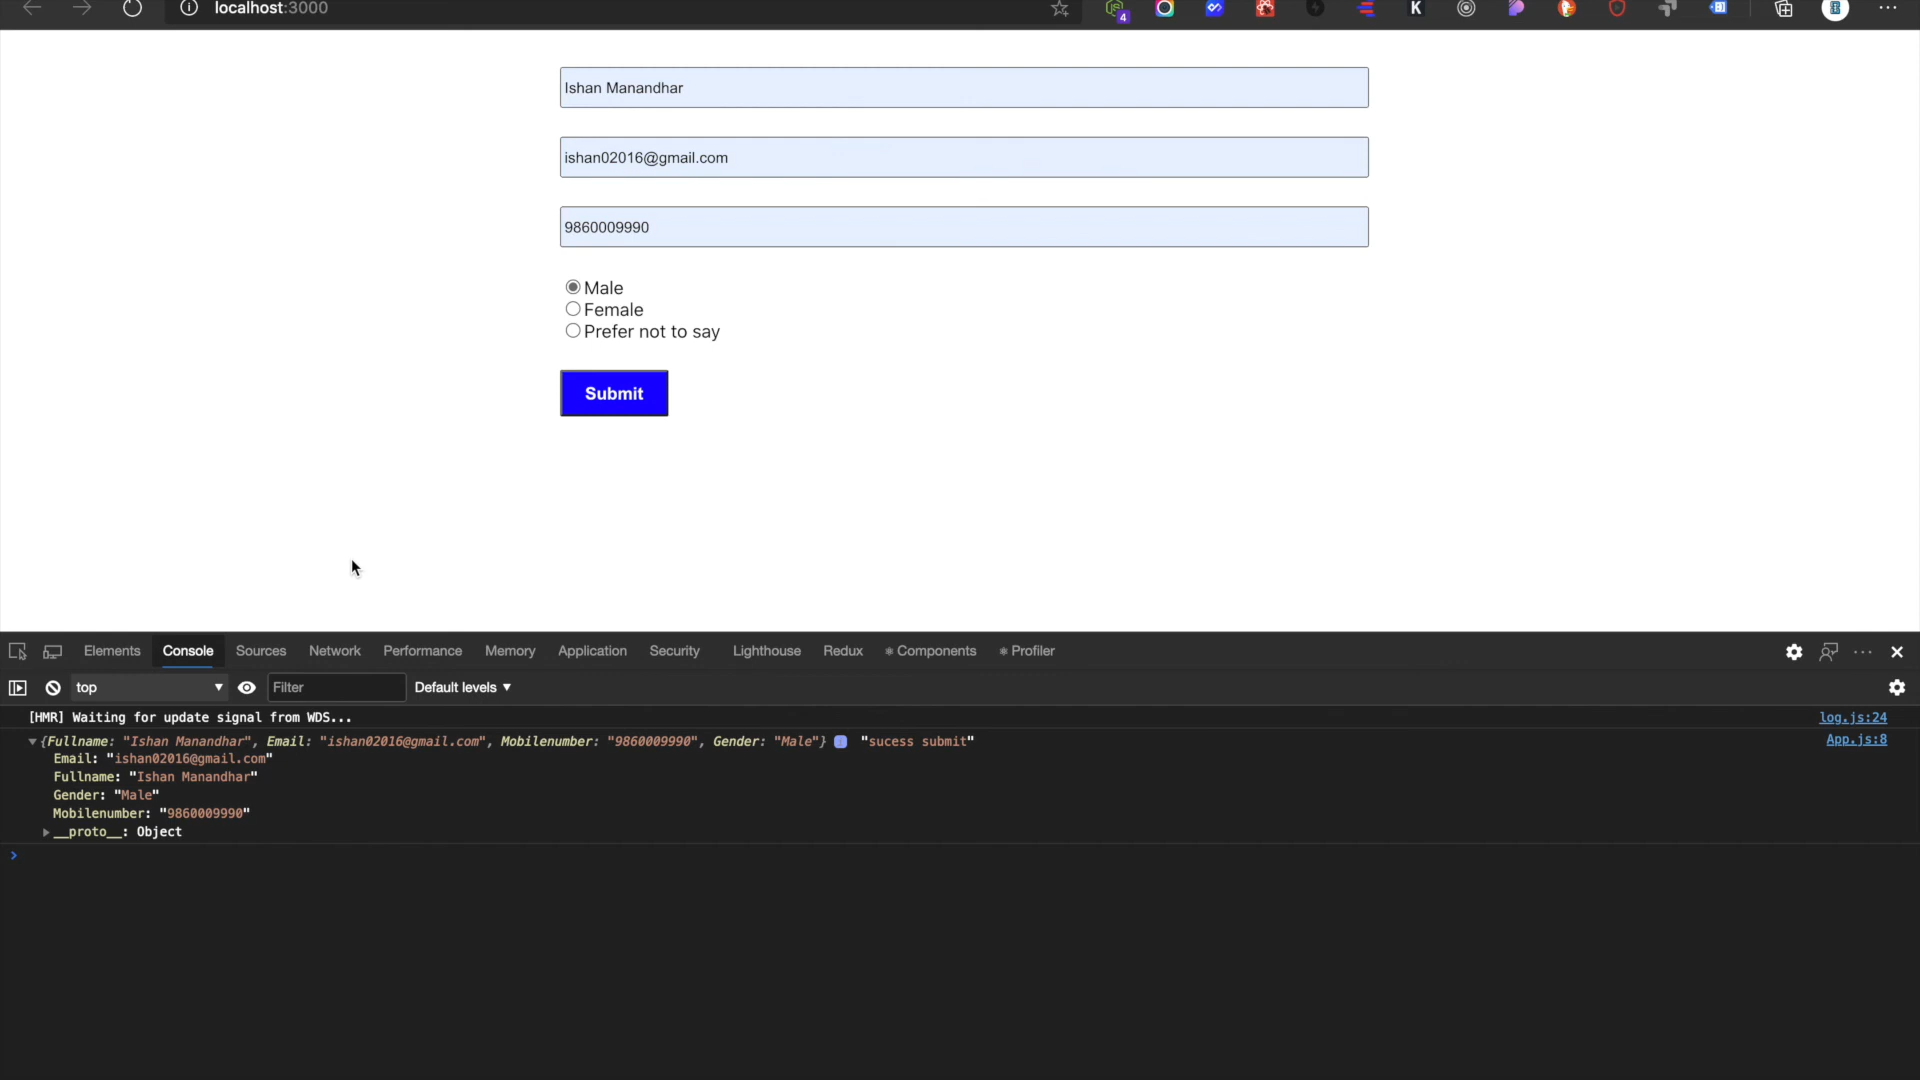 localhost:3000
4
K
Ishan Manandhar
ishan02016@gmail.com
9860009990
Male
Female
Prefer not to say
Submit
Elements Console Sources Network Performance Memory Application Security Lighthouse Redux Components Profiler
top Filter Default levels
[HMR] Waiting for update signal from WDS... log.js:24
{Fullname: "Ishan Manandhar", Email: "ishan02016@gmail.com", Mobilenumber: "9860009990", Gender: "Male"} "sucess submit" App.js:8
Email: "ishan02016@gmail.com"
Fullname: "Ishan Manandhar"
Gender: "Male"
Mobilenumber: "9860009990"
__proto__: Object